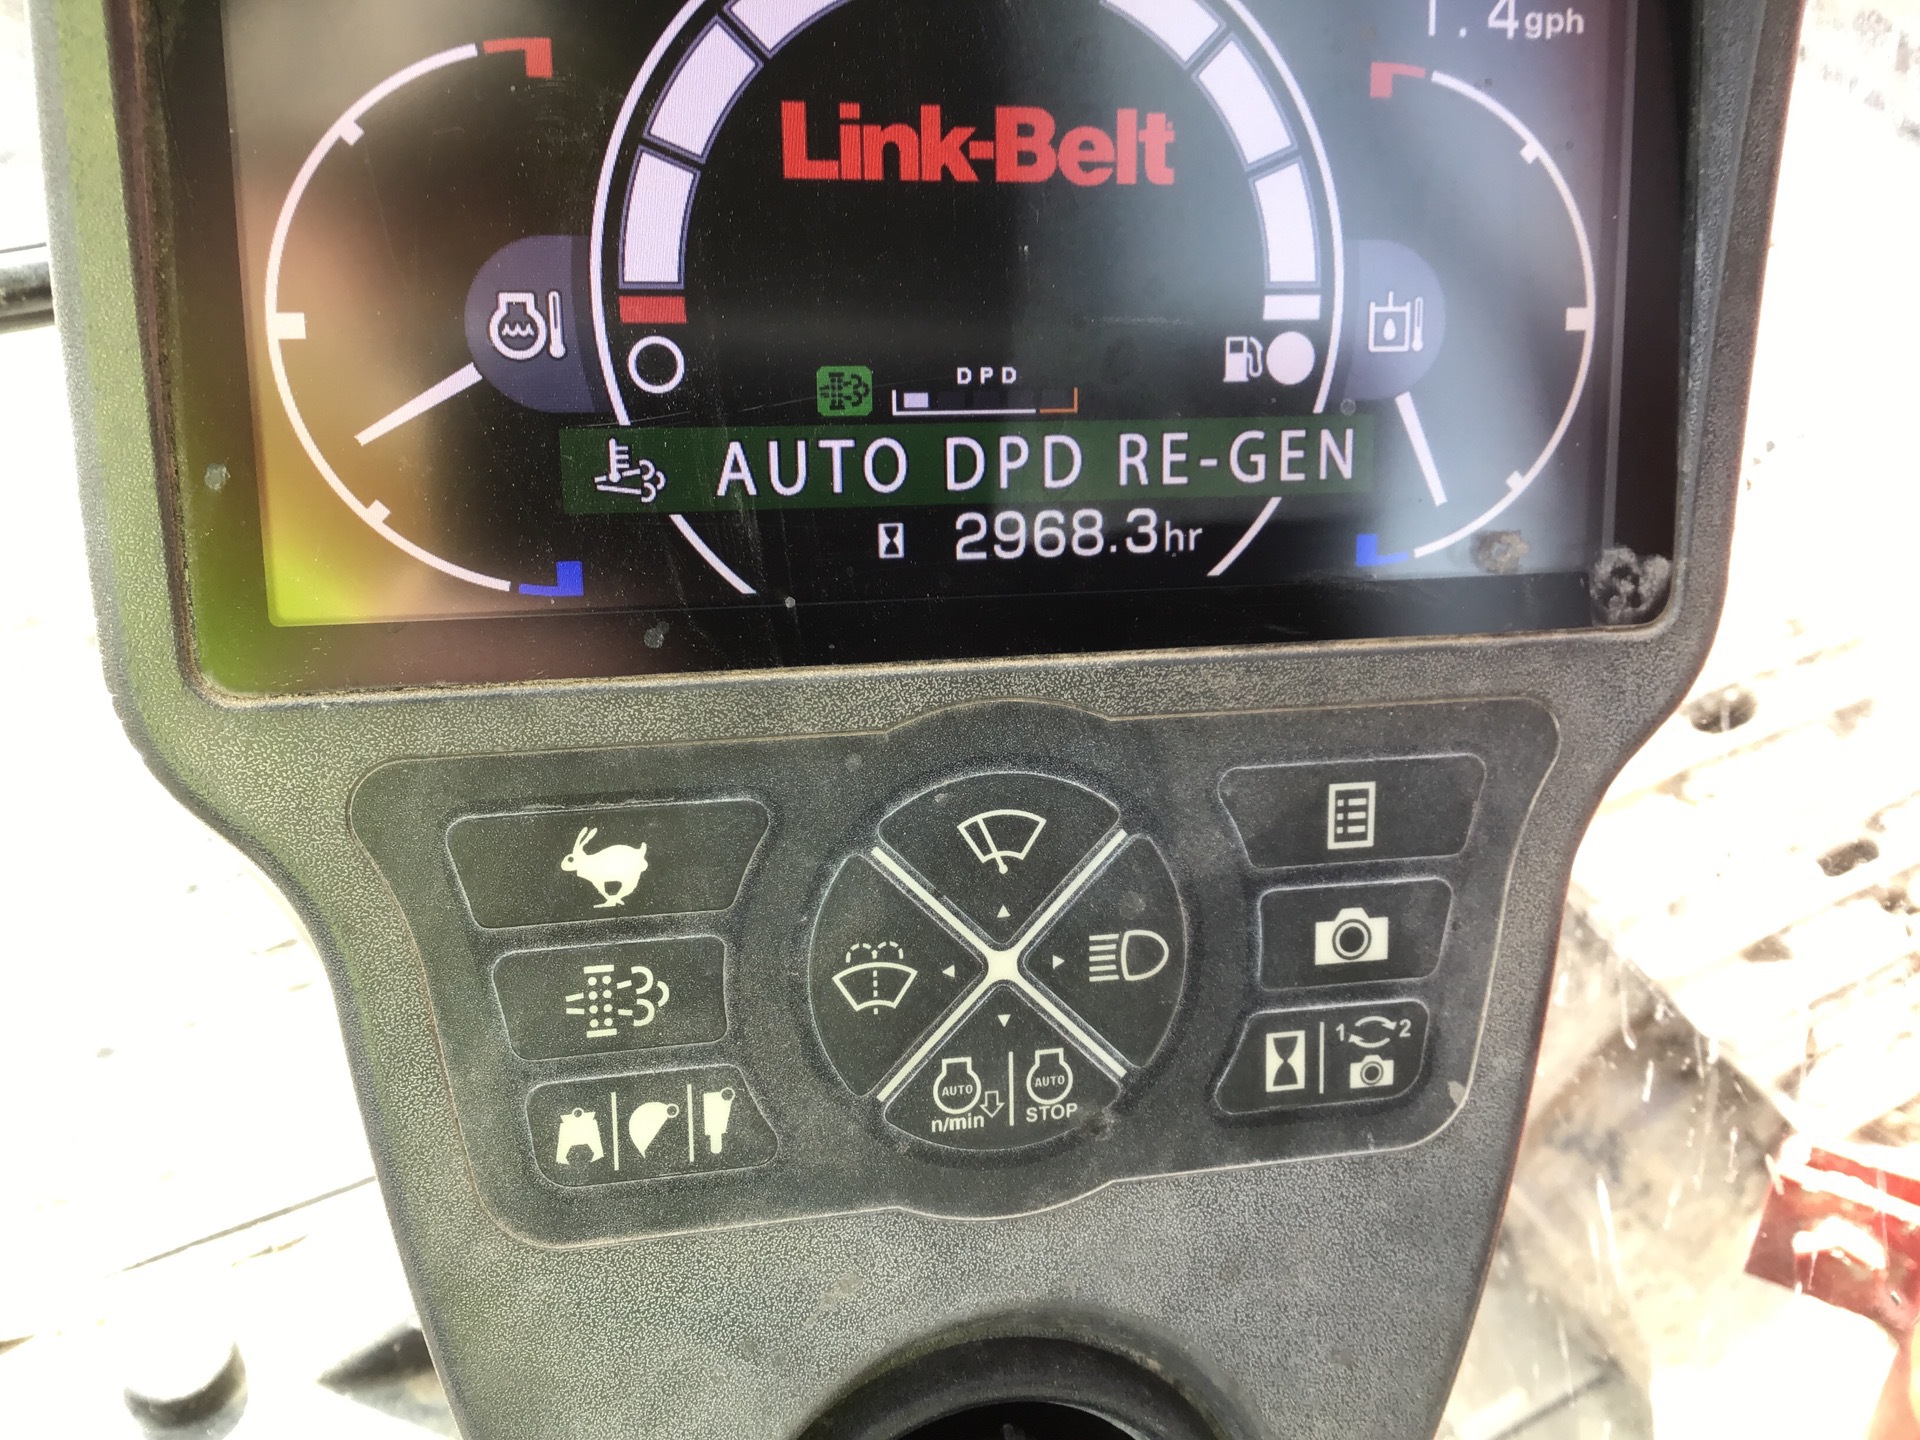 1.4gph
Link-Belt
DPD
AUTO DPD RE-GEN
2968.3hr
1 2
AUTO AUTO
n/min STOP